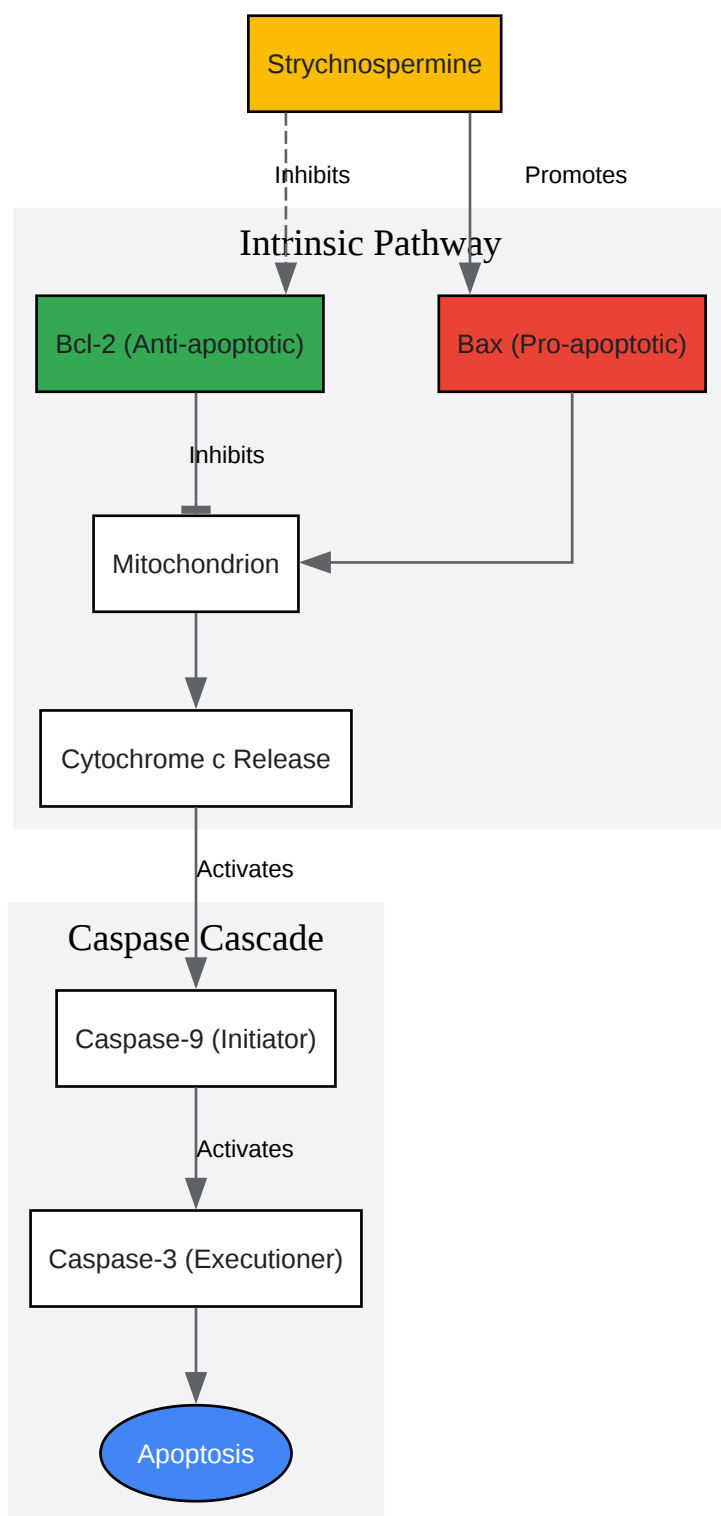 Strychnospermine
Inhibits
Promotes
Intrinsic Pathway
Bcl-2 (Anti-apoptotic)
Bax (Pro-apoptotic)
Inhibits
Mitochondrion
Cytochrome c Release
Activates
Caspase Cascade
Caspase-9 (Initiator)
Activates
Caspase-3 (Executioner)
Apoptosis